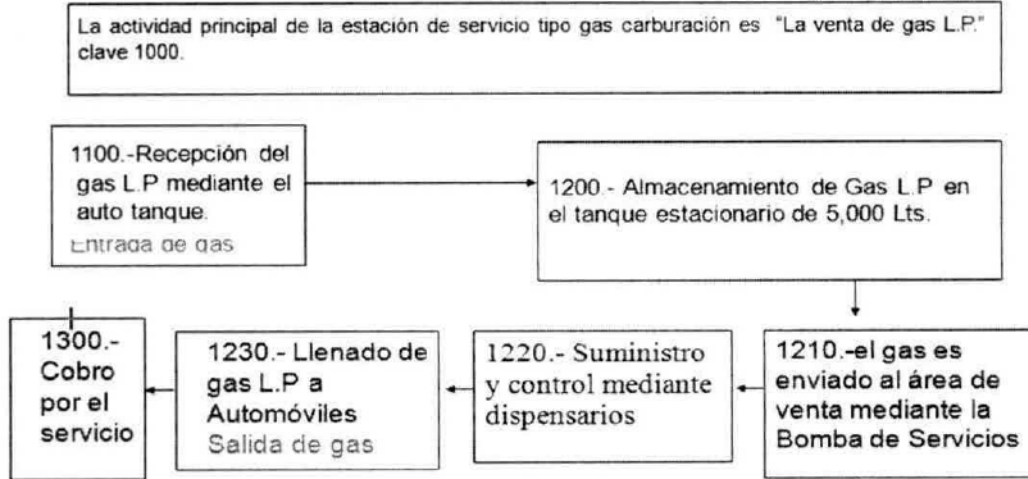 La actividad principal de la estación de servicio tipo gas carburación es “La venta de gas L.P.”
clave 1000.
1100.-Recepción del
gas L.P mediante el
auto tanque.
Entrada de gas
1200.- Almacenamiento de Gas L.P en
el tanque estacionario de 5,000 Lts.
1300.-
Cobro
por el
servicio
1230.- Llenado de
gas L.P a
Automóviles
Salida de gas
1220.- Suministro
y control mediante
dispensarios
1210.-el gas es
enviado al área de
venta mediante la
Bomba de Servicios